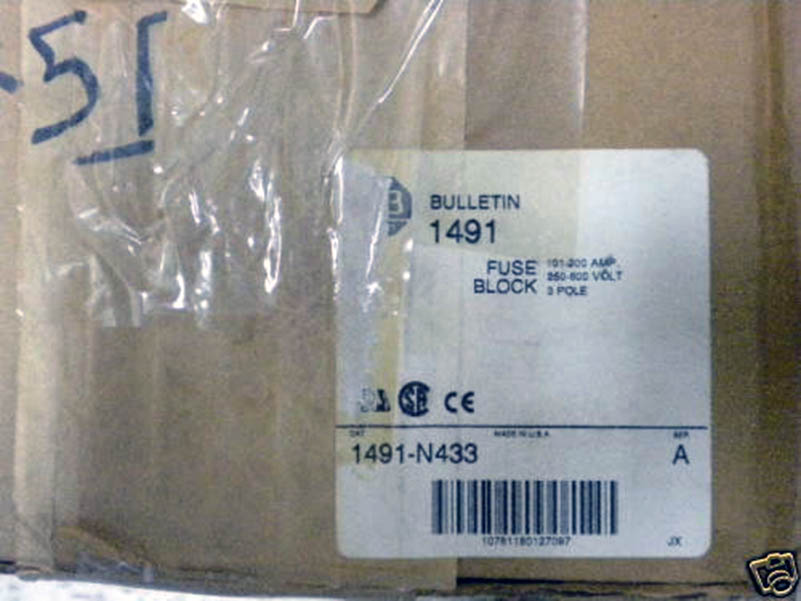 -51
BULLETIN
1491
FUSE BLOCK
101-200 AMP.
250-600 VOLT
3 POLE
CE
CAT
MADE IN U.S.A
SER.
1491-N433
A
10781180127097
JX